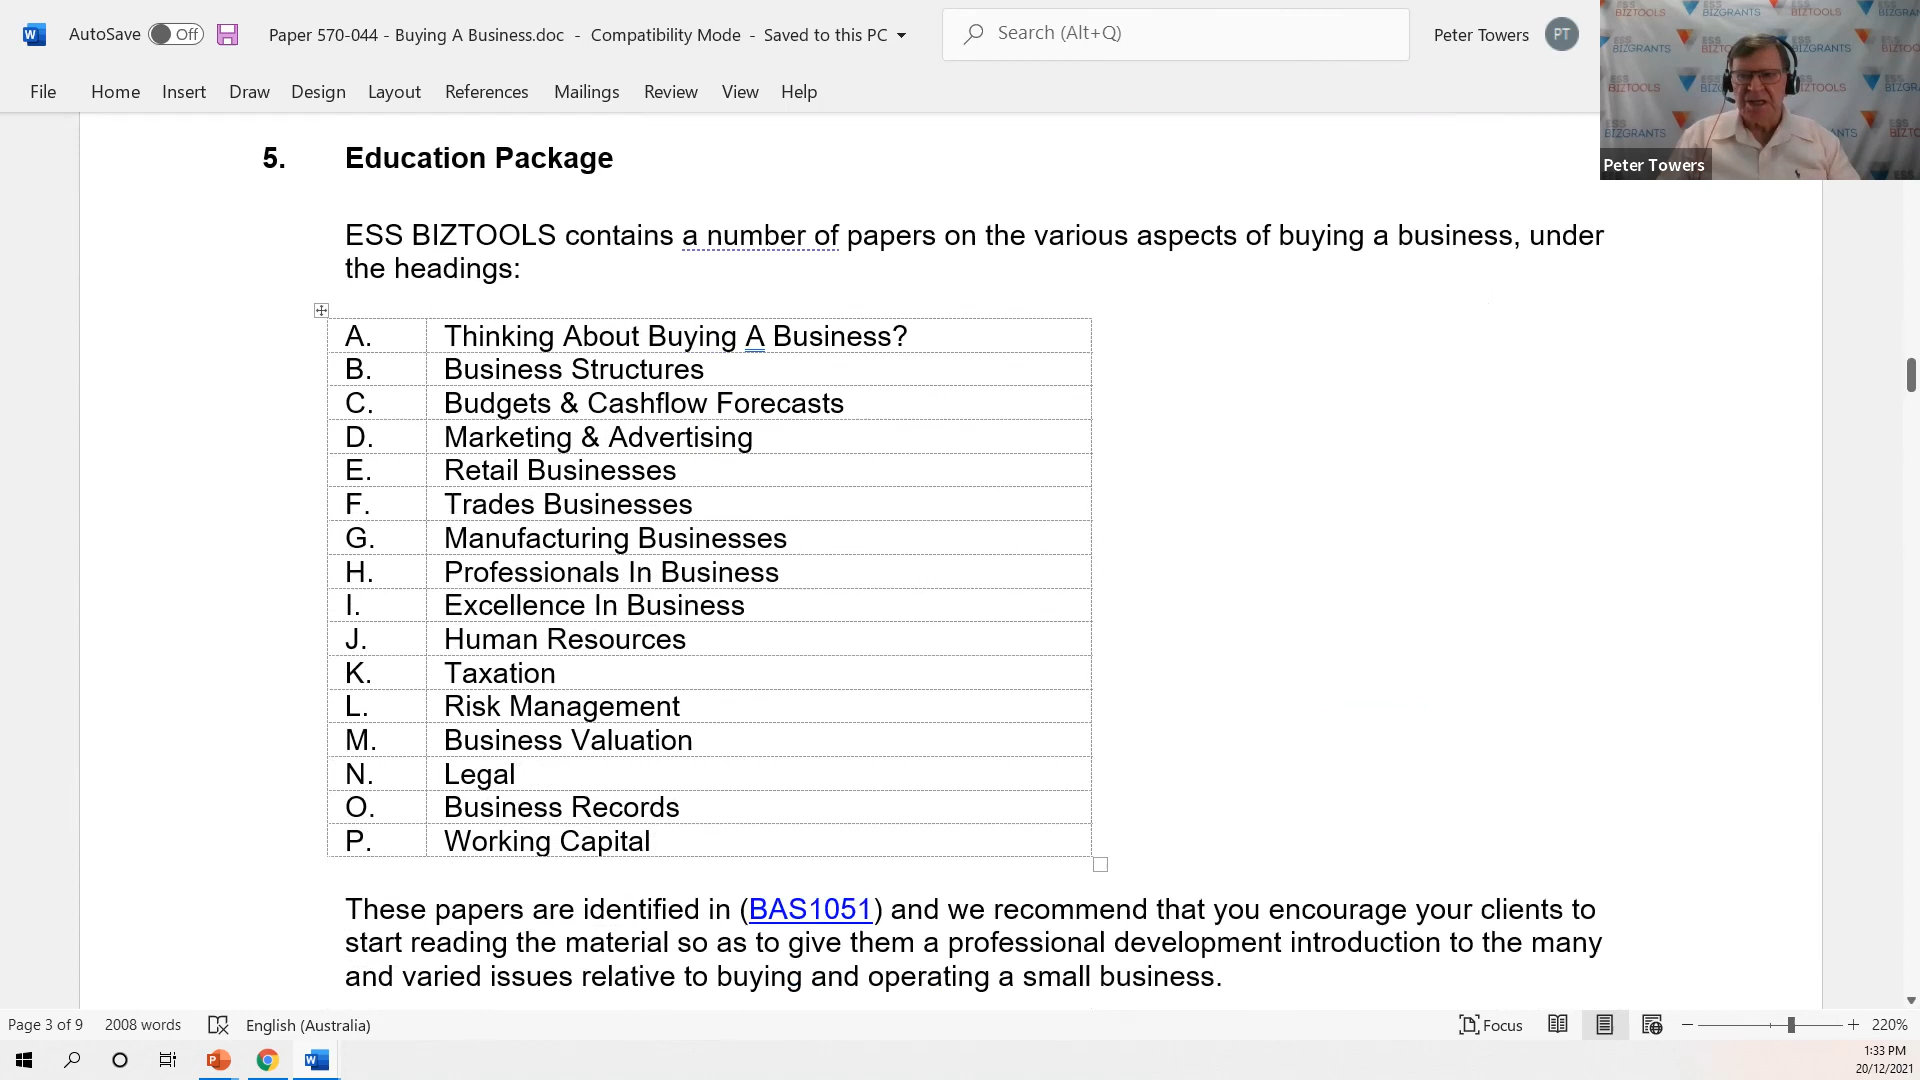 AutoSave Off Paper 570-044 - Buying A Business.doc - Compatibility Mode - Saved to this PC Search (Alt+Q) Peter Towers PT
File Home Insert Draw Design Layout References Mailings Review View Help
ESS BIZTOOLS
ESS BIZGRANTS
Peter Towers
5. Education Package
ESS BIZTOOLS contains a number of papers on the various aspects of buying a business, under
the headings:
A. Thinking About Buying A Business?
B. Business Structures
C. Budgets & Cashflow Forecasts
D. Marketing & Advertising
E. Retail Businesses
F. Trades Businesses
G. Manufacturing Businesses
H. Professionals In Business
I. Excellence In Business
J. Human Resources
K. Taxation
L. Risk Management
M. Business Valuation
N. Legal
O. Business Records
P. Working Capital
These papers are identified in (BAS1051) and we recommend that you encourage your clients to
start reading the material so as to give them a professional development introduction to the many
and varied issues relative to buying and operating a small business.
Page 3 of 9 2008 words English (Australia) Focus 220%
1:33 PM
20/12/2021